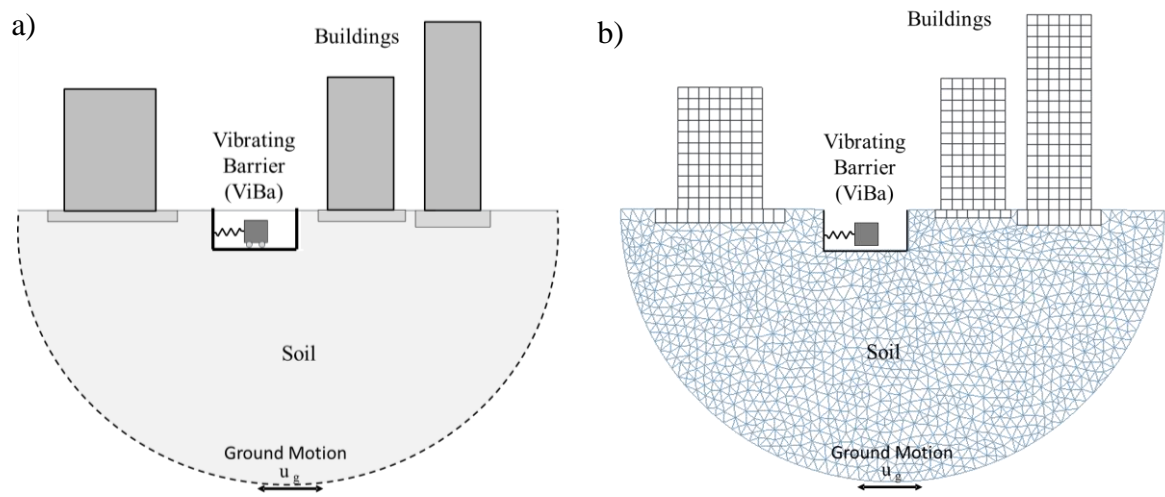 a)
Buildings
Vibrating
Barrier
(ViBa)
Soil
Ground Motion
u g
b)
Buildings
Vibrating
Barrier
(ViBa)
Soil
Ground Motion
u g